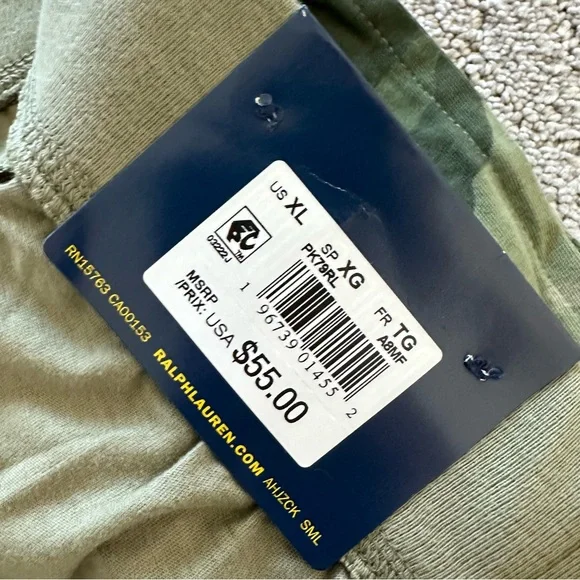 US XL SP XG FR TG
PK79RL A8MF
03222J
1 96739 01455 2
MSRP
/PRIX: USA $55.00
RN15763 CA00153
RALPHLAUREN.COM AHJZCK SML